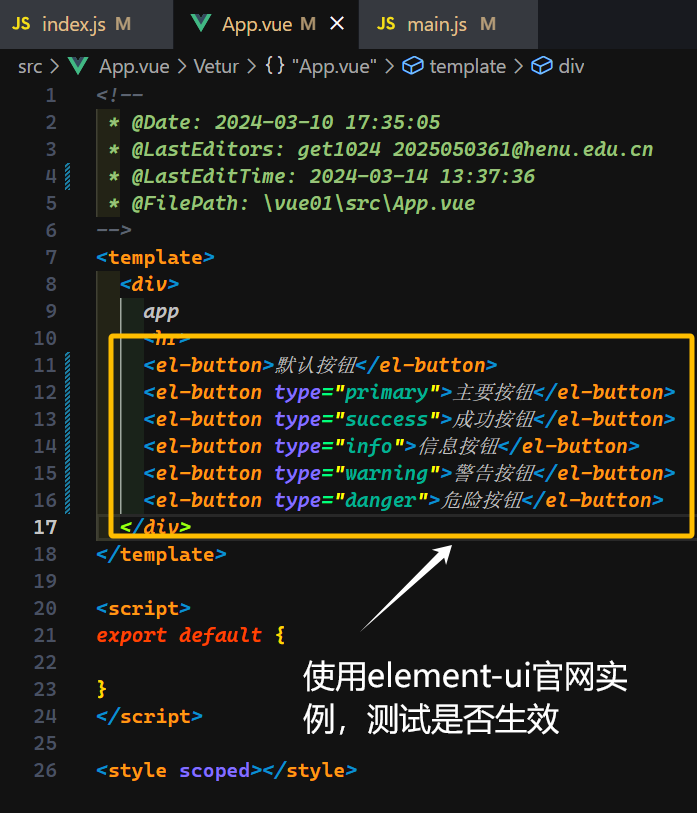 JS index.js M App.vue M JS main.js M
src > App.vue > Vetur > {} "App.vue" > template > div
1 <!--
2 * @Date: 2024-03-10 17:35:05
3 * @LastEditors: get1024 2025050361@henu.edu.cn
4 * @LastEditTime: 2024-03-14 13:37:36
5 * @FilePath: \vue01\src\App.vue
6 -->
7 <template>
8 <div>
9 app
10 <hr>
11 <el-button>默认按钮</el-button>
12 <el-button type="primary">主要按钮</el-button>
13 <el-button type="success">成功按钮</el-button>
14 <el-button type="info">信息按钮</el-button>
15 <el-button type="warning">警告按钮</el-button>
16 <el-button type="danger">危险按钮</el-button>
17 </div>
18 </template>
19
20 <script>
21 export default {
22
23 }
24 </script>
25
26 <style scoped></style>
使用element-ui官网实
例，测试是否生效